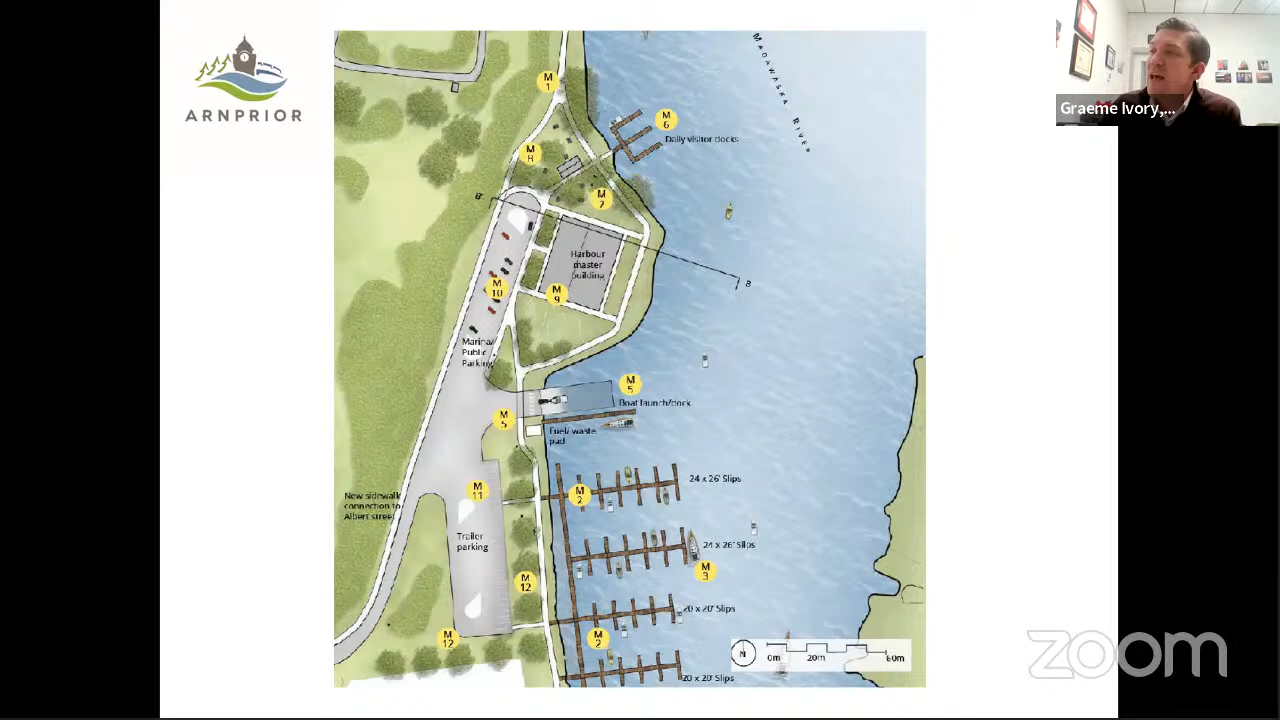 ARNPRIOR
Graeme Ivory,...
MADAWASKA RIVER
M
1
M
6
Daily visitor docks
M
8
M
7
B'
Harbour
master
building
B
M
10
M
9
Marina/
Public
Parking
M
5
Boat launch/dock
M
5
Fuel/ waste
pad
24 x 26' Slips
M
11
M
2
New sidewalk
connection to
Albert street
Trailer
parking
24 x 26' Slips
M
3
M
12
20 x 20' Slips
M
12
M
2
N
0m 20m 60m
20 x 20' Slips
zoom